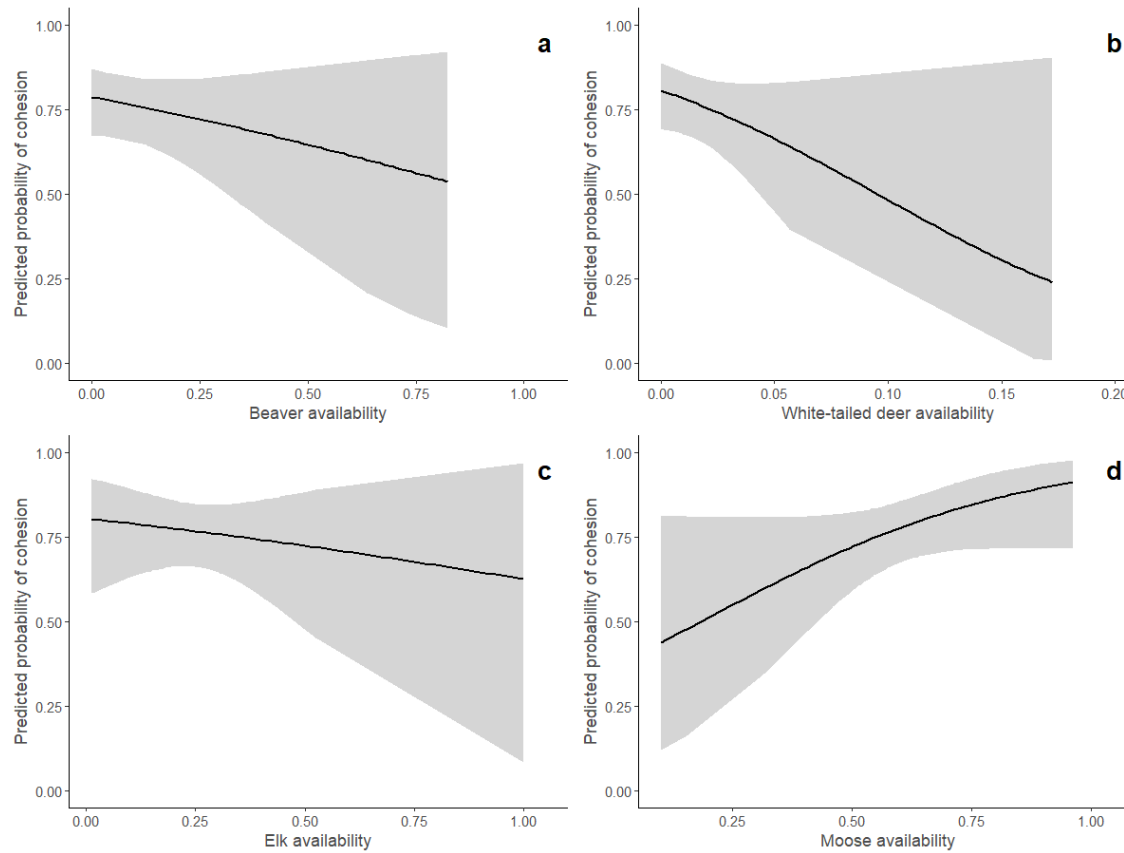 a
Predicted probability of cohesion
1.00
0.75
0.50
0.25
0.00
0.00 0.25 0.50 0.75 1.00
Beaver availability
b
Predicted probability of cohesion
1.00
0.75
0.50
0.25
0.00
0.00 0.05 0.10 0.15 0.20
White-tailed deer availability
c
Predicted probability of cohesion
1.00
0.75
0.50
0.25
0.00
0.00 0.25 0.50 0.75 1.00
Elk availability
d
Predicted probability of cohesion
1.00
0.75
0.50
0.25
0.00
0.25 0.50 0.75 1.00
Moose availability